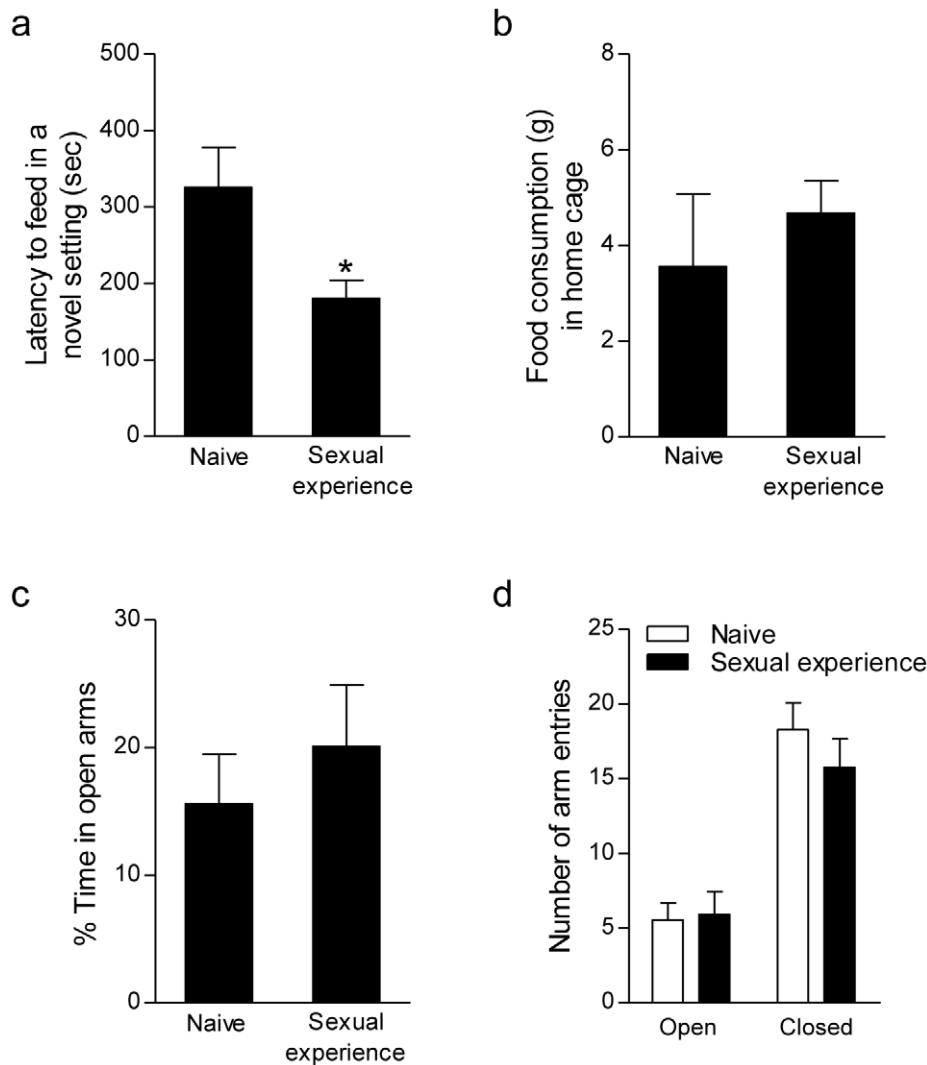 a
Latency to feed in a
novel setting (sec)
500
400
300
200
100
0
*
Naive
Sexual
experience
b
Food consumption (g)
in home cage
8
6
4
2
0
Naive
Sexual
experience
c
% Time in open arms
30
20
10
0
Naive
Sexual
experience
d
Number of arm entries
25
20
15
10
5
0
Naive
Sexual experience
Open
Closed